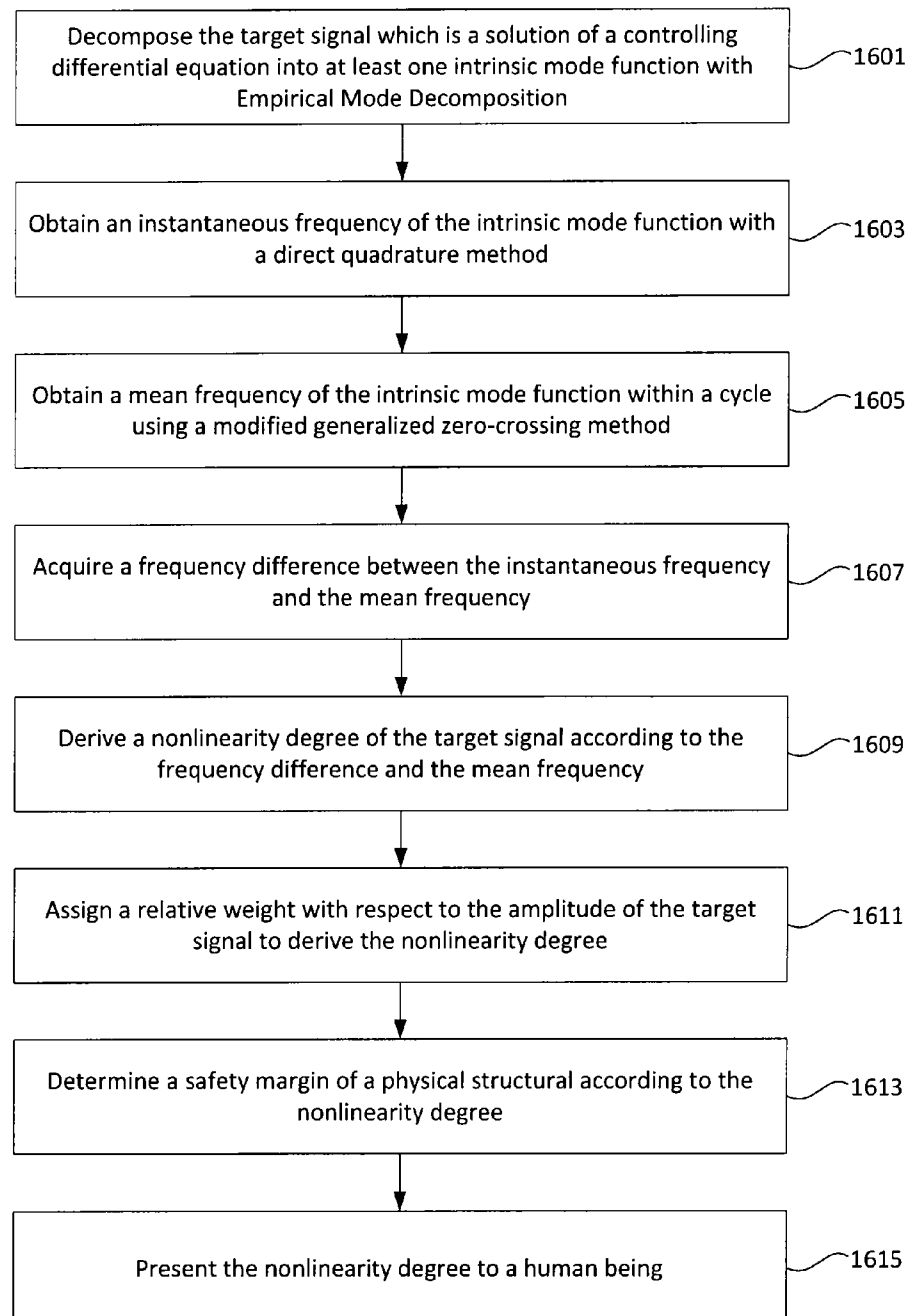 Decompose the target signal which is a solution of a controlling
differential equation into at least one intrinsic mode function with
Empirical Mode Decomposition
1601
Obtain an instantaneous frequency of the intrinsic mode function with
a direct quadrature method
1603
Obtain a mean frequency of the intrinsic mode function within a cycle
using a modified generalized zero-crossing method
1605
Acquire a frequency difference between the instantaneous frequency
and the mean frequency
1607
Derive a nonlinearity degree of the target signal according to the
frequency difference and the mean frequency
1609
Assign a relative weight with respect to the amplitude of the target
signal to derive the nonlinearity degree
1611
Determine a safety margin of a physical structural according to the
nonlinearity degree
1613
Present the nonlinearity degree to a human being
1615